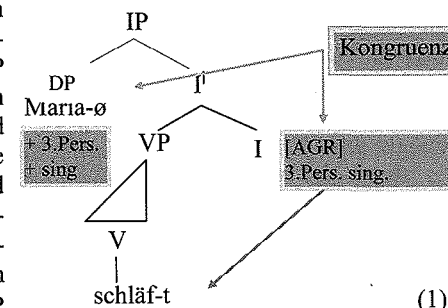 IP
Kongruenz
DP
I'
Maria-ø
+ 3.Pers.
+ sing
VP
I
[AGR]
3.Pers. sing.
V
schläf-t
(1)